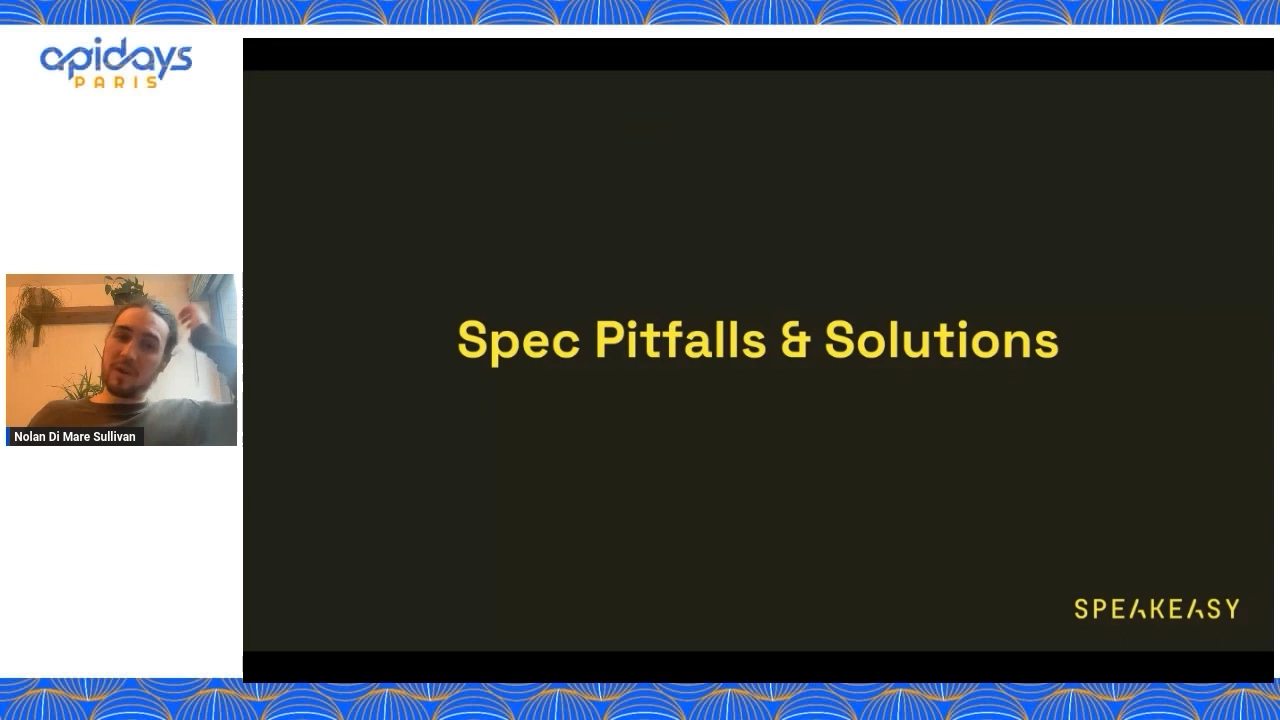 apidays
PARIS
Spec Pitfalls & Solutions
Nolan Di Mare Sullivan
SPEAKEASY